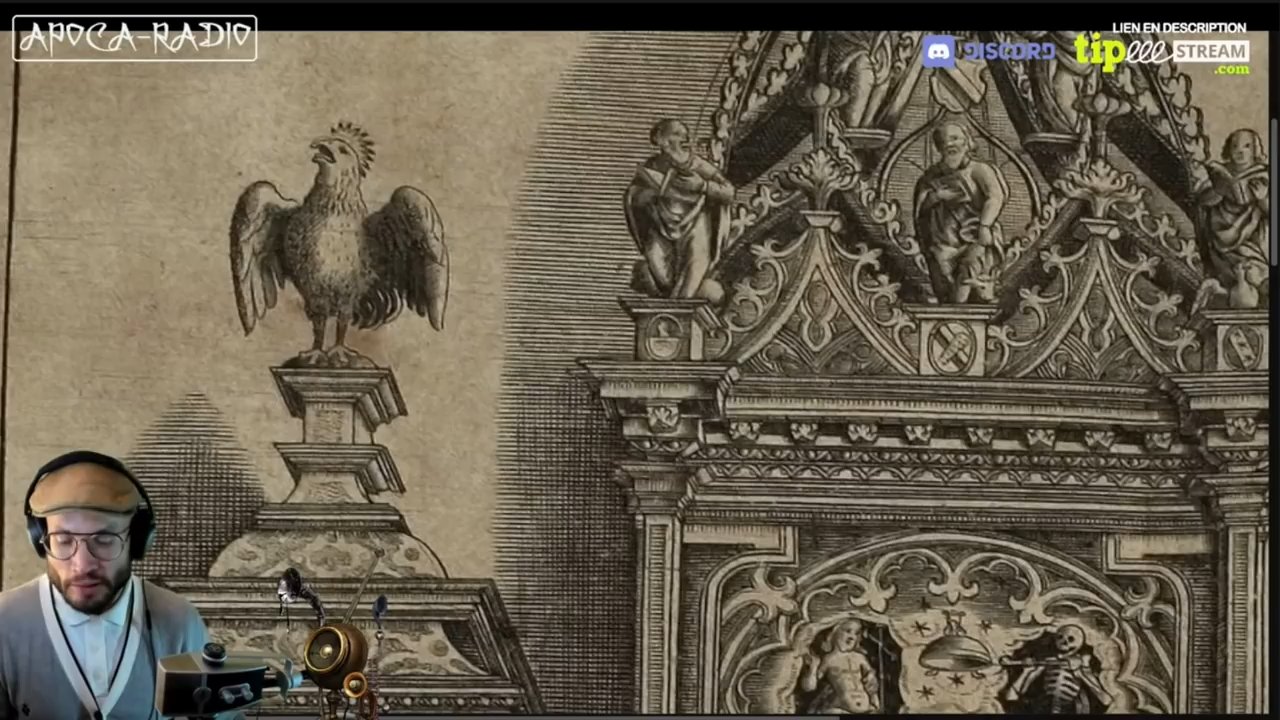 APOCA-RADIO
LIEN EN DESCRIPTION
DISCORD
tipeee STREAM
.com